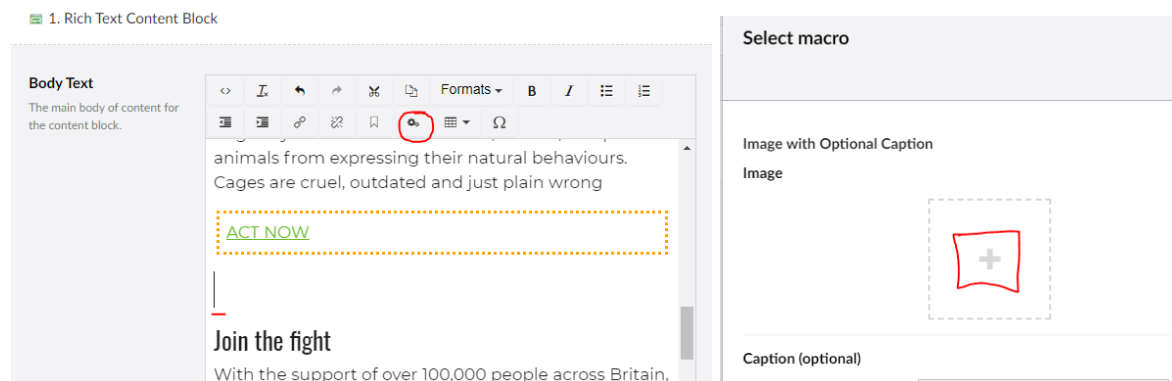 1. Rich Text Content Block
Body Text
The main body of content for
the content block.
Formats
B
I
Ω
animals from expressing their natural behaviours.
Cages are cruel, outdated and just plain wrong
ACT NOW
Join the fight
With the support of over 100,000 people across Britain,
Select macro
Image with Optional Caption
Image
Caption (optional)